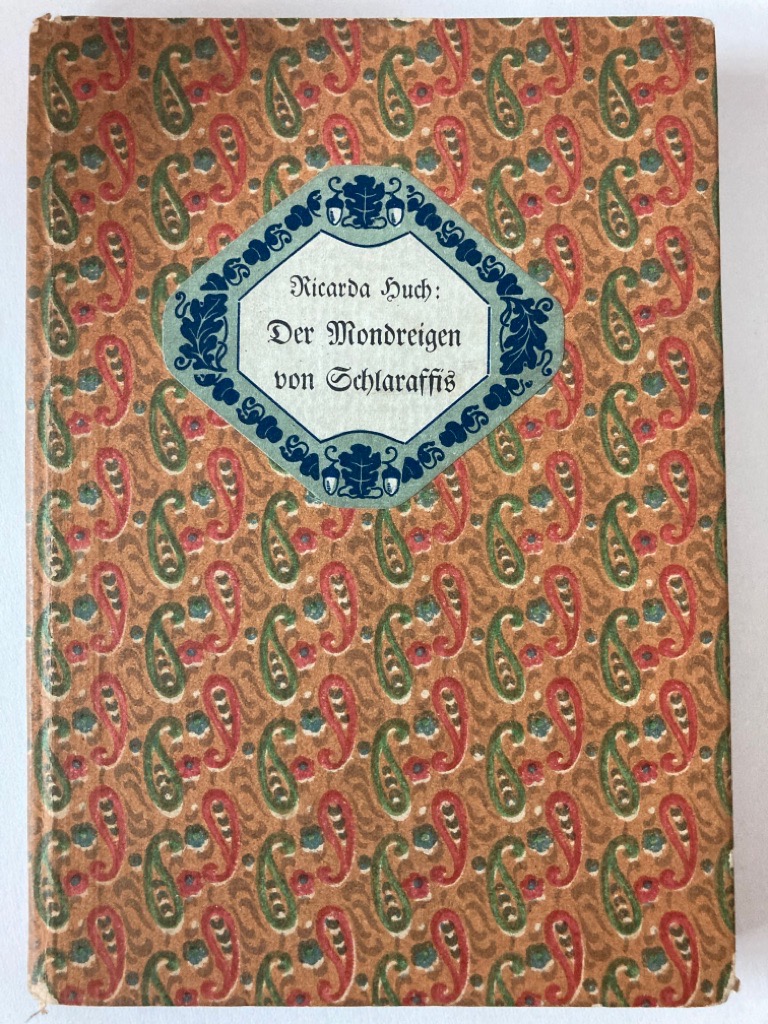 Ricarda Huch:
Der Mondreigen
von Schlaraffis